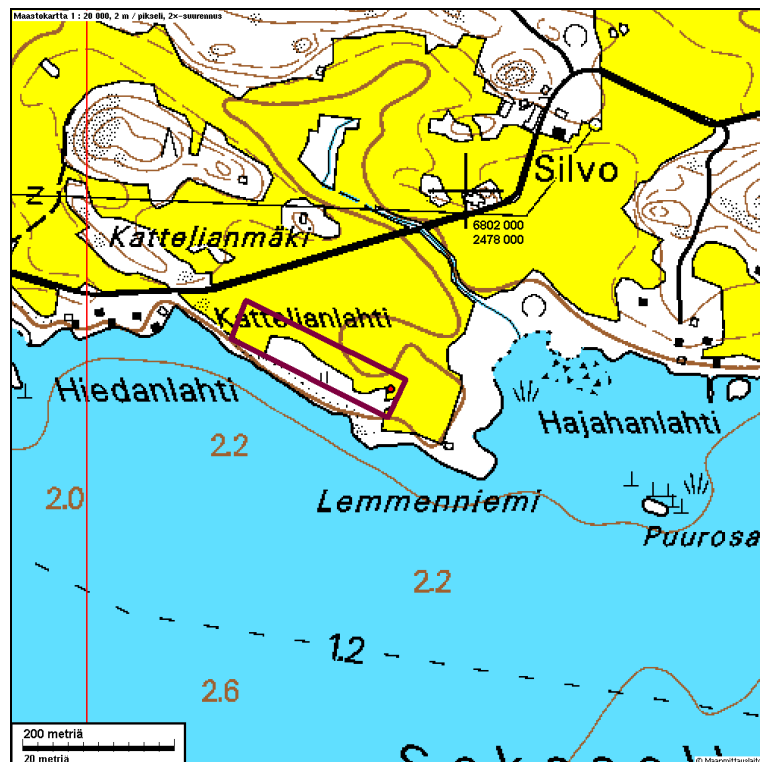 Maastokartta 1 : 20 000, 2 m / pikseli, 2×-suurennus
Silvo
Z
6802 000
2478 000
Kattelianmäki
Kattelianlahti
Hiedanlahti
Hajahanlahti
2.2
2.0
Lemmenniemi
Puurosa
2.2
1.2
2.6
200 metriä
20 metriä